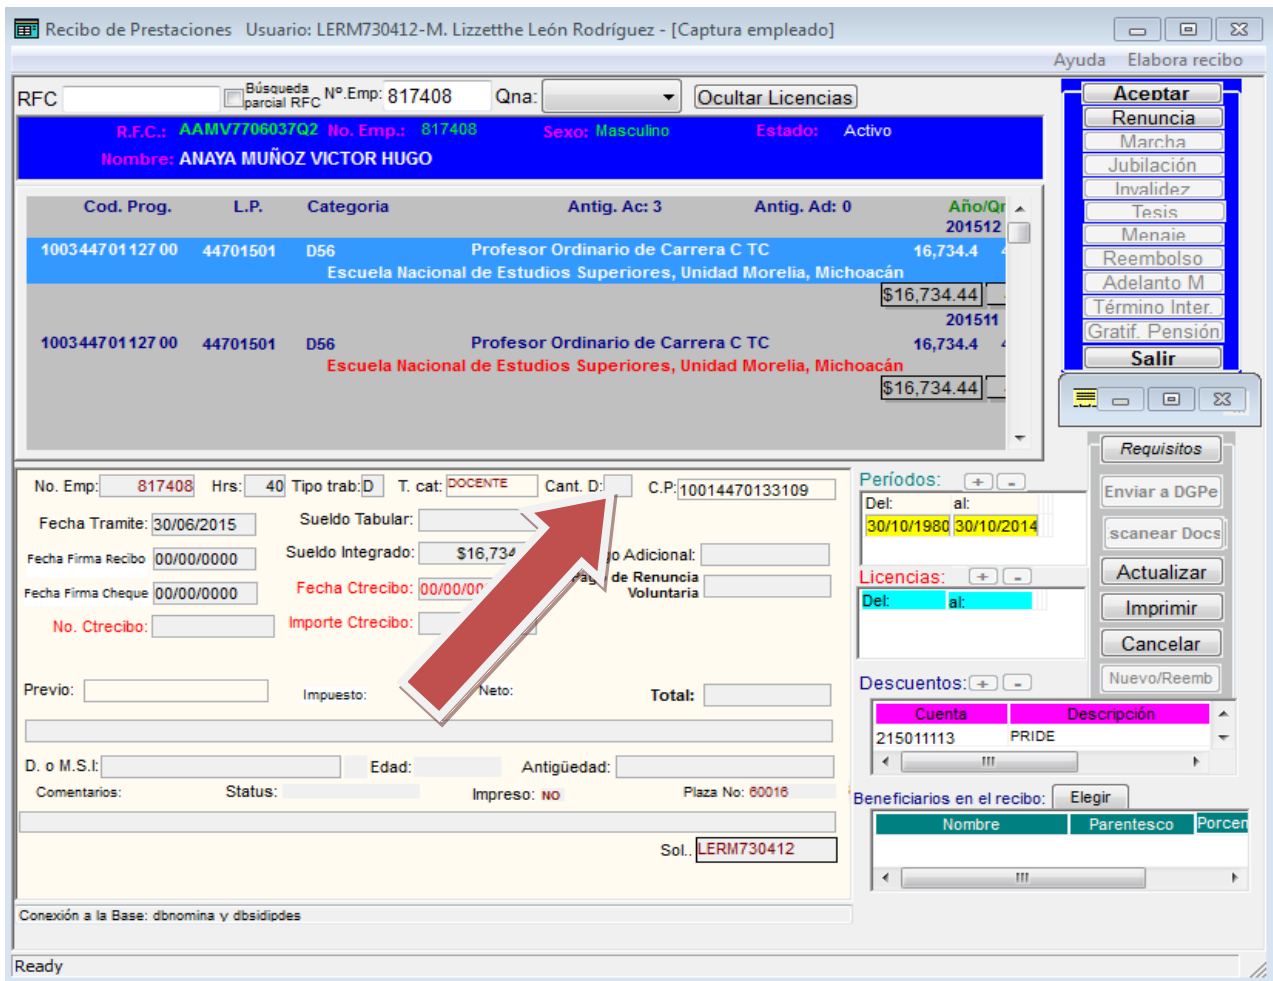 Recibo de Prestaciones   Usuario: LERM730412-M. Lizzetthe León Rodríguez - [Captura empleado]
Ayuda   Elabora recibo
RFC   Búsqueda parcial RFC   Nº.Emp: 817408   Qna:   Ocultar Licencias
R.F.C.: AAMV7706037Q2 No. Emp.: 817408   Sexo: Masculino   Estado: Activo
Nombre: ANAYA MUÑOZ VICTOR HUGO
Aceptar
Renuncia
Marcha
Jubilación
Invalidez
Tesis
Menaje
Reembolso
Adelanto M
Término Inter.
Gratif. Pensión
Salir
Cod. Prog.   L.P.   Categoria   Antig. Ac: 3   Antig. Ad: 0   Año/Qr
201512
100344701127 00   44701501   D56   Profesor Ordinario de Carrera C TC   16,734.4   4
Escuela Nacional de Estudios Superiores, Unidad Morelia, Michoacán
$16,734.44
201511
100344701127 00   44701501   D56   Profesor Ordinario de Carrera C TC   16,734.4   4
Escuela Nacional de Estudios Superiores, Unidad Morelia, Michoacán
$16,734.44
Requisitos
Enviar a DGPe
scanear Docs
Actualizar
Imprimir
Cancelar
Nuevo/Reemb
No. Emp: 817408   Hrs: 40   Tipo trab: D   T. cat: DOCENTE   Cant. D:   C.P: 10014470133109
Fecha Tramite: 30/06/2015   Sueldo Tabular:
Fecha Firma Recibo 00/00/0000   Sueldo Integrado: $16,734   o Adicional:
Fecha Firma Cheque 00/00/0000   Fecha Ctrecibo: 00/00/00   de Renuncia Voluntaria
No. Ctrecibo:   Importe Ctrecibo:
Previo:   Impuesto:   Neto:   Total:
D. o M.S.I:   Edad:   Antigüedad:
Comentarios:   Status:   Impreso: NO   Plaza No: 60016
Sol.. LERM730412
Períodos: + -
Del:   al:
30/10/1980 30/10/2014
Licencias: + -
Del:   al:
Descuentos: + -
Cuenta   Descripción
215011113   PRIDE
Beneficiarios en el recibo: Elegir
Nombre   Parentesco   Porcen
Conexión a la Base: dbnomina y dbsidipdes
Ready